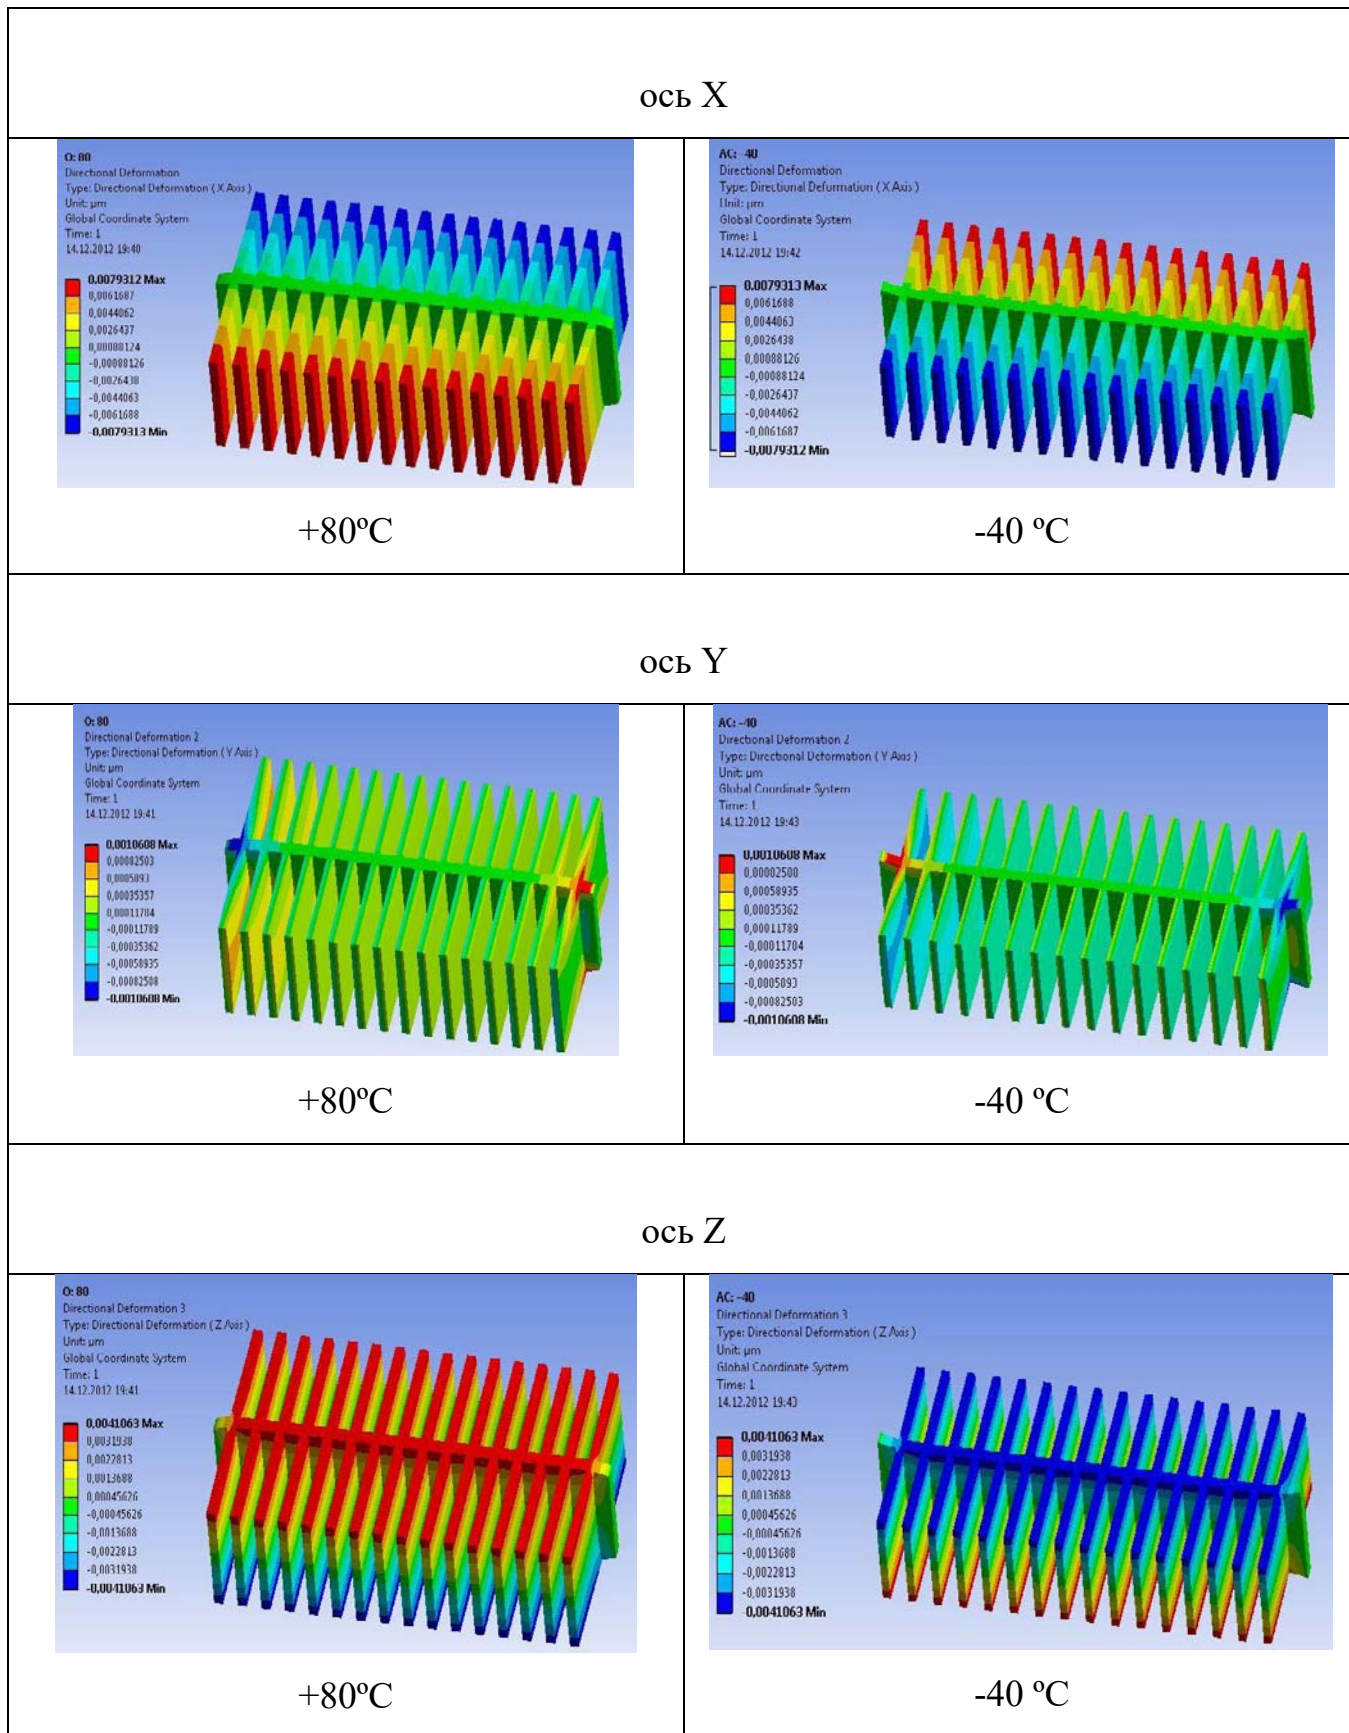 ось X
O: 80
Directional Deformation
Type: Directional Deformation ( X Axis )
Unit: µm
Global Coordinate System
Time: 1
14.12.2012 19:40
0.0079312 Max
0,0061687
0,0044062
0,0026437
0,00088124
-0,00088126
-0,0026438
-0,0044063
-0,0061688
-0,0079313 Min
+80ºC
AC: -40
Directional Deformation
Type: Directional Deformation ( X Axis )
Unit: µm
Global Coordinate System
Time: 1
14.12.2012 19:42
0.0079313 Max
0,0061688
0,0044063
0,0026438
0,00088126
-0,00088124
-0,0026437
-0,0044062
-0,0061687
-0,0079312 Min
-40 ºC
ось Y
O: 80
Directional Deformation 2
Type: Directional Deformation ( Y Axis )
Unit: µm
Global Coordinate System
Time: 1
14.12.2012 19:41
0,0010608 Max
0,00082503
0,0005893
0,00035357
0,00011784
-0,00011789
-0,00035362
-0,00058935
-0,00082508
-0,0010608 Min
+80ºC
AC: -40
Directional Deformation 2
Type: Directional Deformation ( Y Axis )
Unit: µm
Global Coordinate System
Time: 1
14.12.2012 19:43
0,0010608 Max
0,00082508
0,00058935
0,00035362
0,00011789
-0,00011784
-0,00035357
-0,0005893
-0,00082503
-0,0010608 Min
-40 ºC
ось Z
O: 80
Directional Deformation 3
Type: Directional Deformation ( Z Axis )
Unit: µm
Global Coordinate System
Time: 1
14.12.2012 19:41
0,0041063 Max
0,0031938
0,0022813
0,0013688
0,00045626
-0,00045626
-0,0013688
-0,0022813
-0,0031938
-0,0041063 Min
+80ºC
AC: -40
Directional Deformation 3
Type: Directional Deformation ( Z Axis )
Unit: µm
Global Coordinate System
Time: 1
14.12.2012 19:43
0,0041063 Max
0,0031938
0,0022813
0,0013688
0,00045626
-0,00045626
-0,0013688
-0,0022813
-0,0031938
-0,0041063 Min
-40 ºC